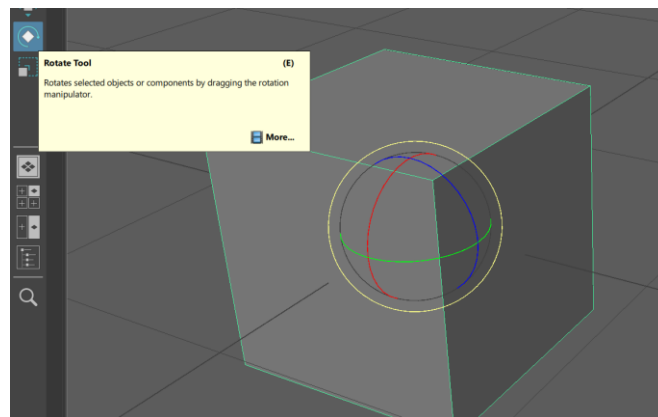 Rotate Tool (E)
Rotates selected objects or components by dragging the rotation
manipulator.
More...